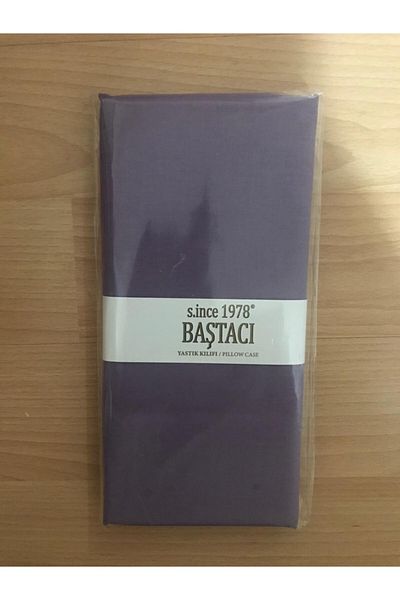 s.ince 1978®
BAŞTACI
YASTIK KILIFI / PILLOW CASE